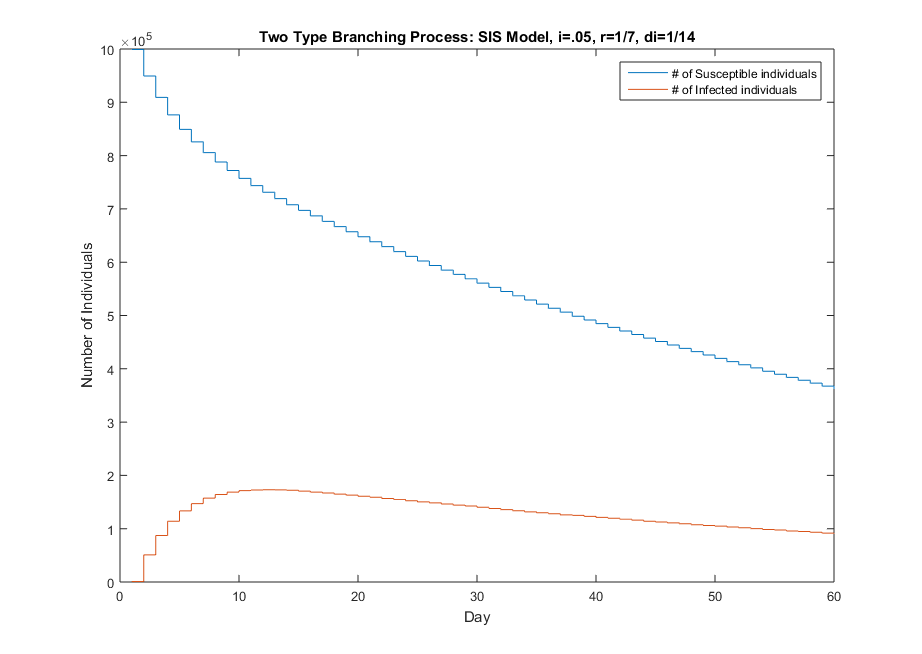 Two Type Branching Process: SIS Model, i=.05, r=1/7, di=1/14
×10⁵
# of Susceptible individuals
# of Infected individuals
10
9
8
7
6
5
4
3
2
1
0
Number of Individuals
0 10 20 30 40 50 60
Day